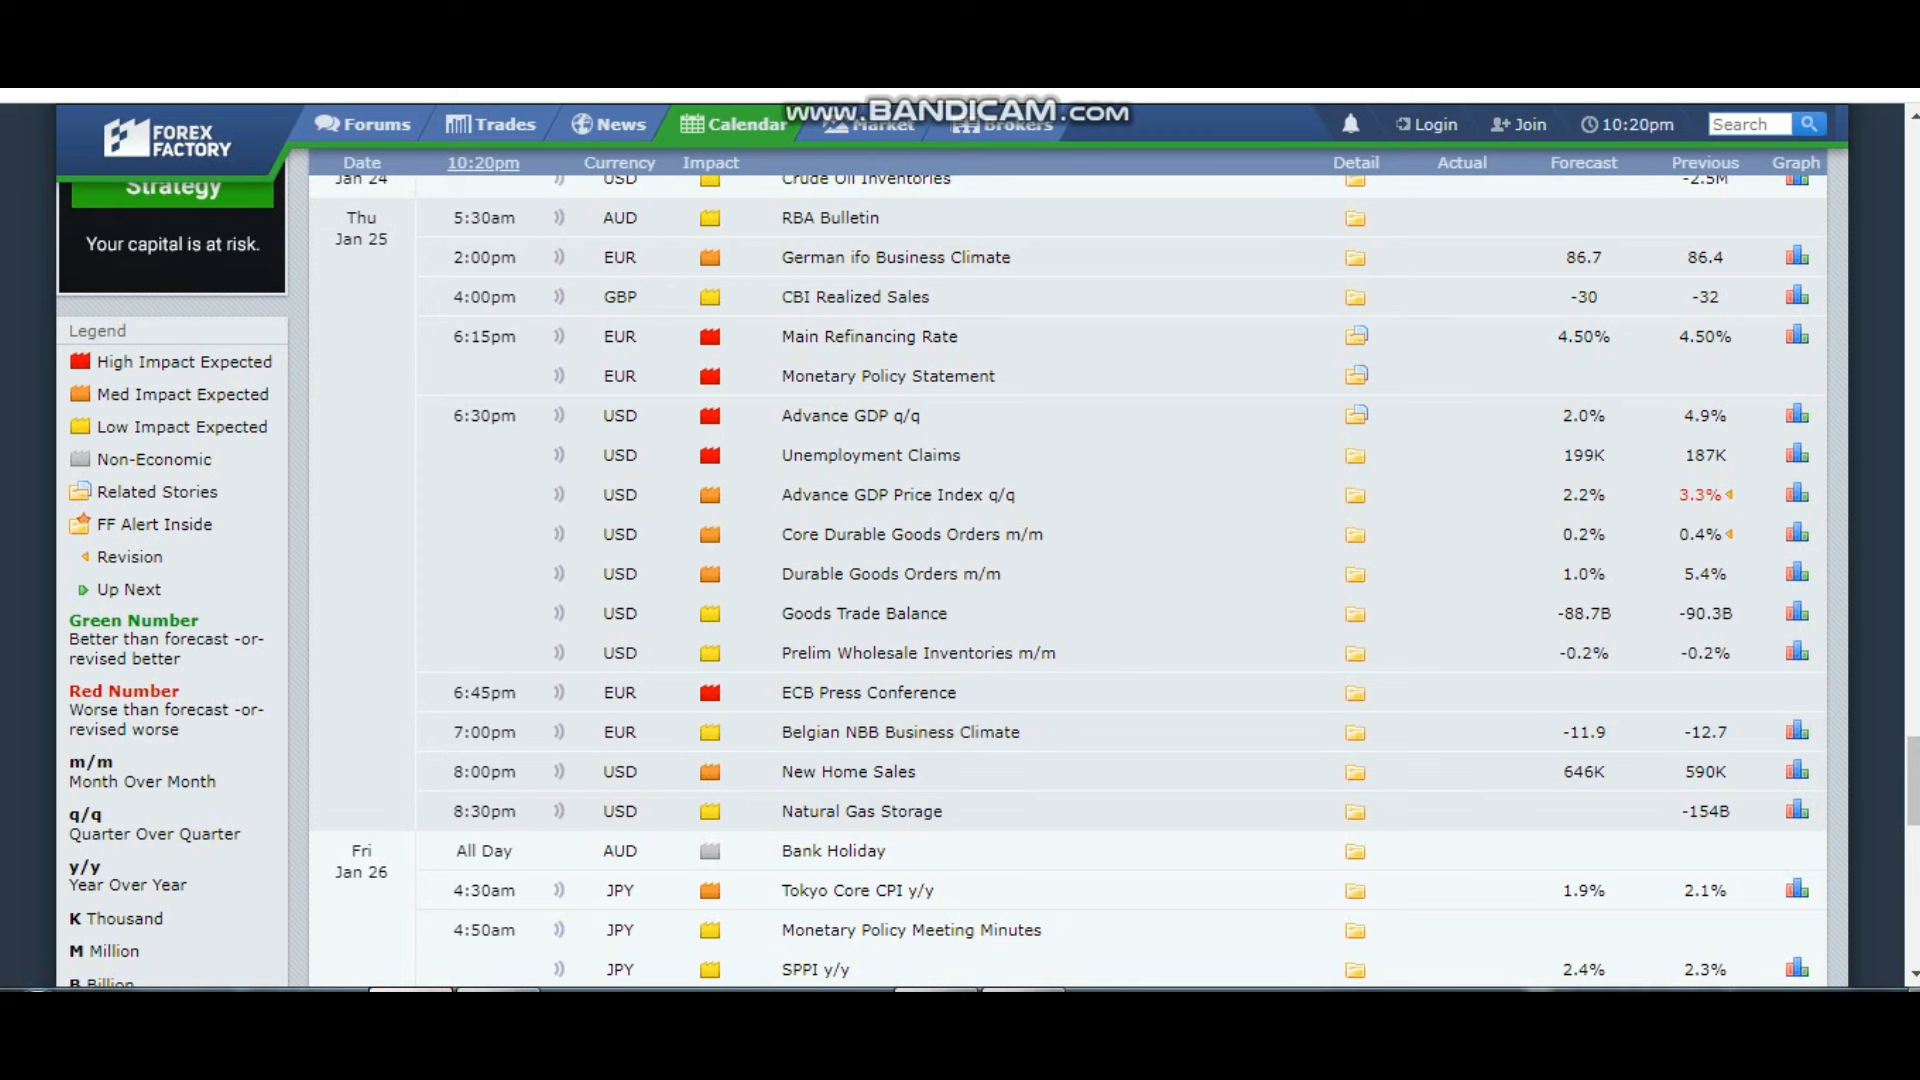 www.BANDICAM.com
FOREX FACTORY
Forums Trades News Calendar Market Brokers Login Join 10:20pm Search
Date 10:20pm Currency Impact Detail Actual Forecast Previous Graph
Jan 24 USD Crude Oil Inventories -2.5M
Thu Jan 25 5:30am AUD RBA Bulletin
2:00pm EUR German ifo Business Climate 86.7 86.4
4:00pm GBP CBI Realized Sales -30 -32
6:15pm EUR Main Refinancing Rate 4.50% 4.50%
EUR Monetary Policy Statement
6:30pm USD Advance GDP q/q 2.0% 4.9%
USD Unemployment Claims 199K 187K
USD Advance GDP Price Index q/q 2.2% 3.3%
USD Core Durable Goods Orders m/m 0.2% 0.4%
USD Durable Goods Orders m/m 1.0% 5.4%
USD Goods Trade Balance -88.7B -90.3B
USD Prelim Wholesale Inventories m/m -0.2% -0.2%
6:45pm EUR ECB Press Conference
7:00pm EUR Belgian NBB Business Climate -11.9 -12.7
8:00pm USD New Home Sales 646K 590K
8:30pm USD Natural Gas Storage -154B
Fri Jan 26 All Day AUD Bank Holiday
4:30am JPY Tokyo Core CPI y/y 1.9% 2.1%
4:50am JPY Monetary Policy Meeting Minutes
JPY SPPI y/y 2.4% 2.3%
Strategy
Your capital is at risk.
Legend
High Impact Expected
Med Impact Expected
Low Impact Expected
Non-Economic
Related Stories
FF Alert Inside
Revision
Up Next
Green Number
Better than forecast -or-
revised better
Red Number
Worse than forecast -or-
revised worse
m/m
Month Over Month
q/q
Quarter Over Quarter
y/y
Year Over Year
K Thousand
M Million
B Billion